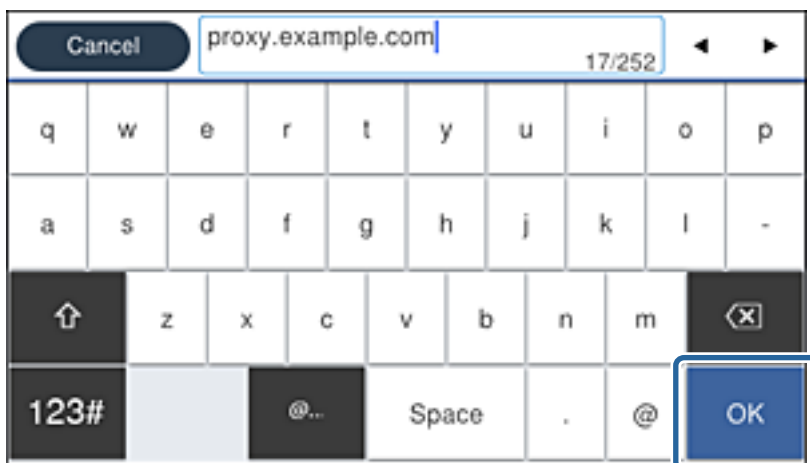 Cancel proxy.example.com
17/252
q w e r t y u i o p
a s d f g h j k l -
z x c v b n m
123# @... Space . @ OK